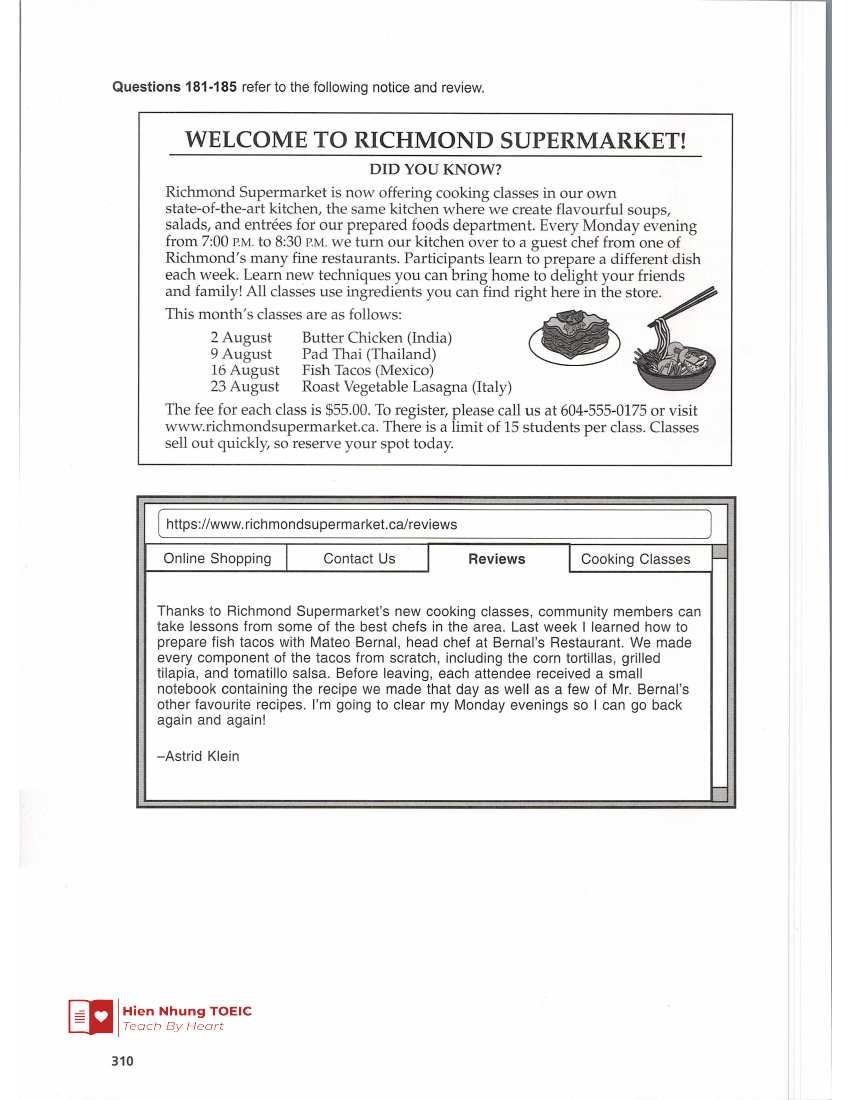 Questions 181-185 refer to the following notice and review.
WELCOME TO RICHMOND SUPERMARKET!
DID YOU KNOW?
Richmond Supermarket is now offering cooking classes in our own
state-of-the-art kitchen, the same kitchen where we create flavourful soups,
salads, and entrées for our prepared foods department. Every Monday evening
from 7:00 P.M. to 8:30 P.M. we turn our kitchen over to a guest chef from one of
Richmond's many fine restaurants. Participants learn to prepare a different dish
each week. Learn new techniques you can bring home to delight your friends
and family! All classes use ingredients you can find right here in the store.
This month's classes are as follows:
2 August Butter Chicken (India)
9 August Pad Thai (Thailand)
16 August Fish Tacos (Mexico)
23 August Roast Vegetable Lasagna (Italy)
The fee for each class is $55.00. To register, please call us at 604-555-0175 or visit
www.richmondsupermarket.ca. There is a limit of 15 students per class. Classes
sell out quickly, so reserve your spot today.
https://www.richmondsupermarket.ca/reviews
Online Shopping Contact Us Reviews Cooking Classes
Thanks to Richmond Supermarket's new cooking classes, community members can
take lessons from some of the best chefs in the area. Last week I learned how to
prepare fish tacos with Mateo Bernal, head chef at Bernal's Restaurant. We made
every component of the tacos from scratch, including the corn tortillas, grilled
tilapia, and tomatillo salsa. Before leaving, each attendee received a small
notebook containing the recipe we made that day as well as a few of Mr. Bernal's
other favourite recipes. I'm going to clear my Monday evenings so I can go back
again and again!
–Astrid Klein
Hien Nhung TOEIC
Teach By Heart
310